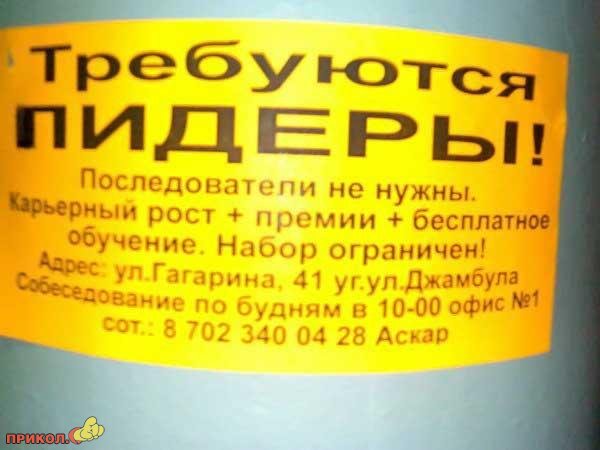 Требуются
ПИДЕРЫ!
Последователи не нужны.
Карьерный рост + премии + бесплатное
обучение. Набор ограничен!
Адрес: ул.Гагарина, 41 уг.ул.Джамбула
Собеседование по будням в 10-00 офис №1
сот.: 8 702 340 04 28 Аскар
ПРИКОЛ.